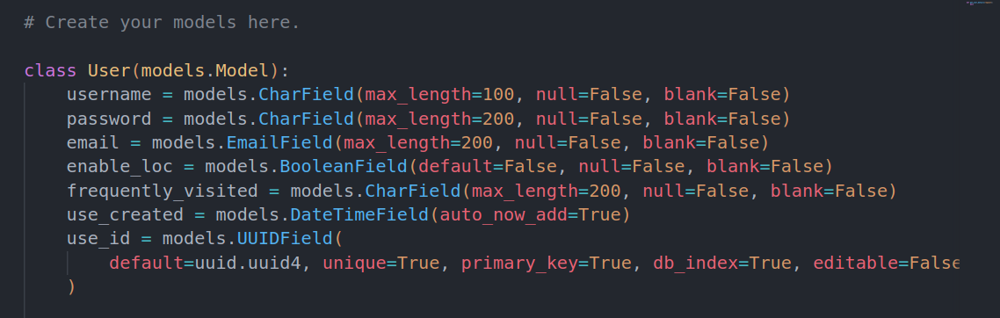 # Create your models here.
class User(models.Model):
username = models.CharField(max_length=100, null=False, blank=False)
password = models.CharField(max_length=200, null=False, blank=False)
email = models.EmailField(max_length=200, null=False, blank=False)
enable_loc = models.BooleanField(default=False, null=False, blank=False)
frequently_visited = models.CharField(max_length=200, null=False, blank=False)
use_created = models.DateTimeField(auto_now_add=True)
use_id = models.UUIDField(
default=uuid.uuid4, unique=True, primary_key=True, db_index=True, editable=False
)